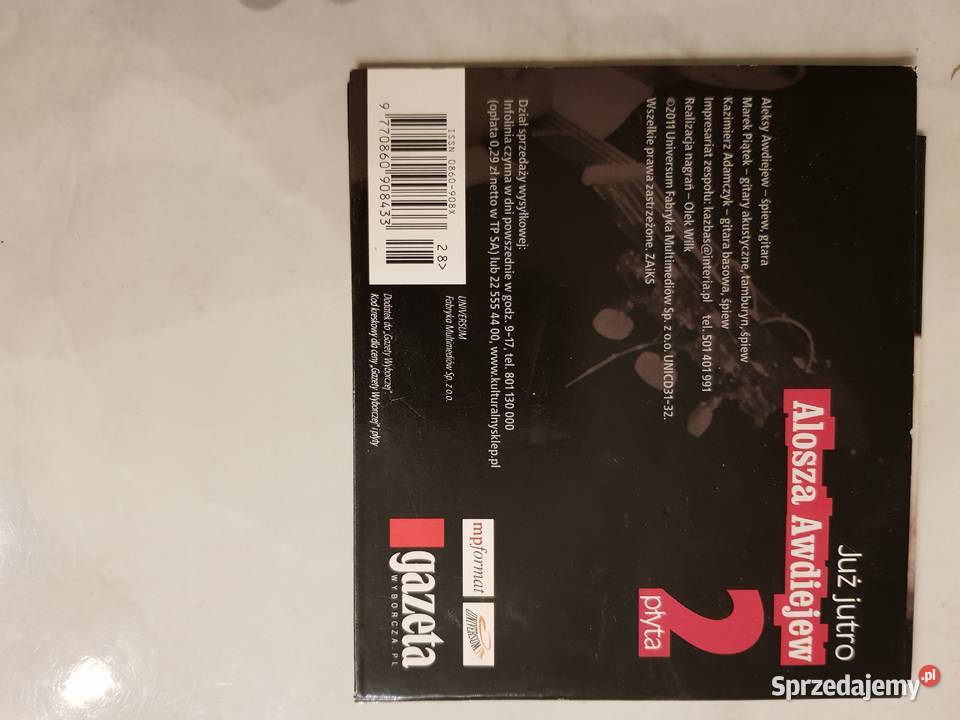 Już jutro
Alosza Awdiejew
2
płyta
Aleksy Awdiejew – śpiew, gitara
Marek Piątek – gitary akustyczne, tamburyn, śpiew
Kazimierz Adamczyk – gitara basowa, śpiew
Impresariat zespołu: kazbas@interia.pl tel. 501 401 991
Realizacja nagrań – Olek Wilk
©2011 Universum Fabryka Multimediów Sp. z o.o. UNICD31-32.
Wszelkie prawa zastrzeżone. ZAiKS
Dział sprzedaży wysyłkowej:
Infolinia czynna w dni powszednie w godz. 9–17, tel. 801 130 000
(opłata 0,29 zł netto w TP SA) lub 22 555 44 00, www.kulturalnysklep.pl
ISSN 0860-908X
28>
9 770860 908433
UNIVERSUM
Fabryka Multimediów Sp. z o.o.
Dodatek do „Gazety Wyborczej".
Kod kreskowy dla ceny „Gazety Wyborczej" i płyty
mpformat
UNIVERSUM
gazeta
WYBORCZA.PL
Sprzedajemy.pl